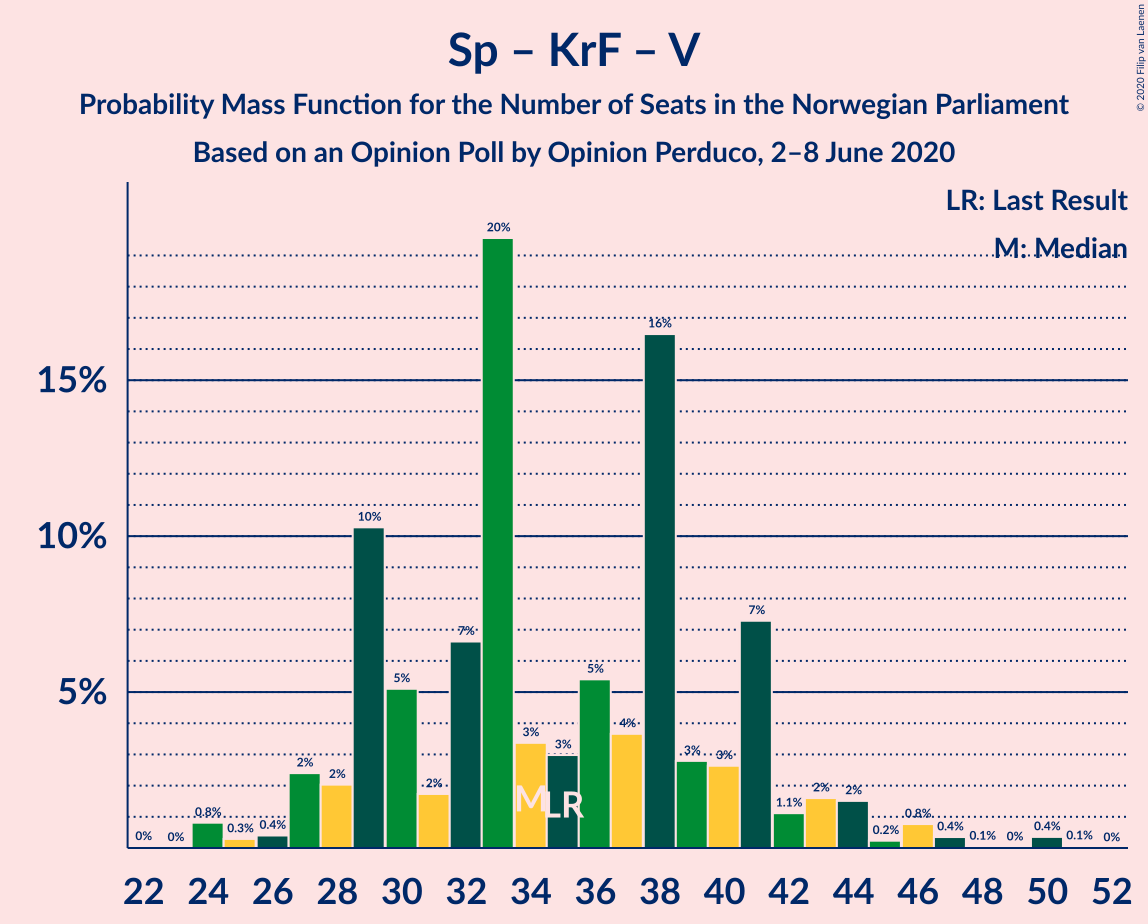 Sp – KrF – V
Probability Mass Function for the Number of Seats in the Norwegian Parliament
Based on an Opinion Poll by Opinion Perduco, 2–8 June 2020
© 2020 Filip van Laenen
LR: Last Result
M: Median
15%
10%
5%
0% 0% 0.8% 0.3% 0.4% 2% 2% 10% 5% 2% 7% 20% 3% 3% 5% 4% 16% 3% 3% 7% 1.1% 2% 2% 0.2% 0.8% 0.4% 0.1% 0% 0.4% 0.1% 0%
M LR
22 24 26 28 30 32 34 36 38 40 42 44 46 48 50 52